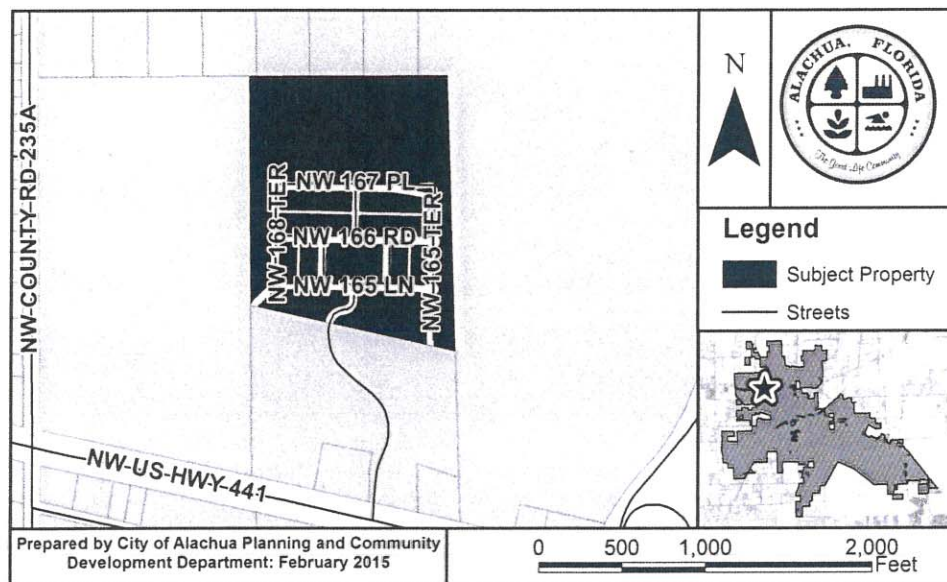 NW-COUNTY-RD-235A
NW-168-TER
NW 167 PL
NW 166 RD
NW 165 LN
NW-165-TER
NW-US-HWY-441
N
ALACHUA, FLORIDA
The Good Life Community
Legend
Subject Property
Streets
Prepared by City of Alachua Planning and Community
Development Department: February 2015
0 500 1,000 2,000
Feet